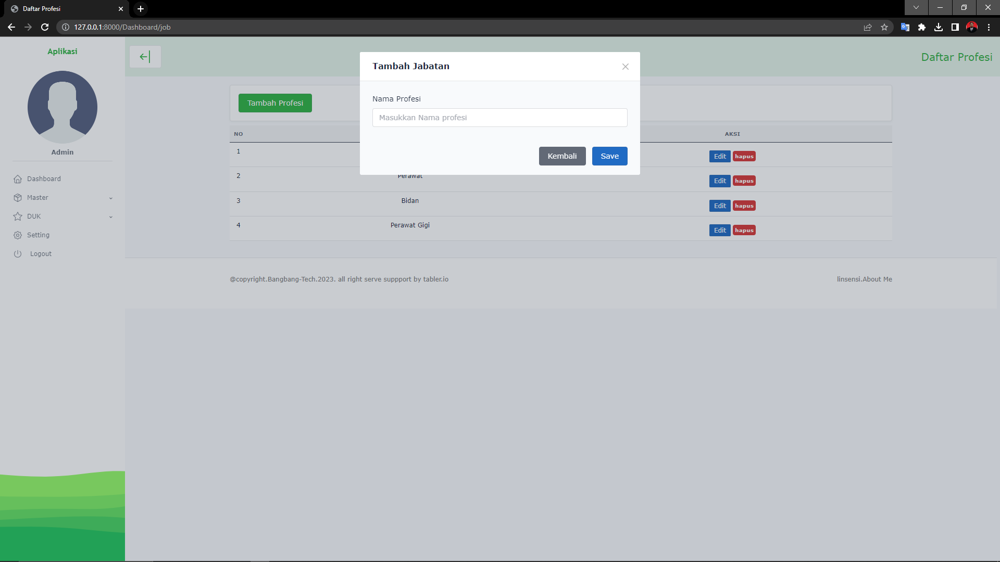 Daftar Profesi
127.0.0.1:8000/Dashboard/job
Aplikasi
Admin
Dashboard
Master
DUK
Setting
Logout
Daftar Profesi
Tambah Jabatan
Nama Profesi
Masukkan Nama profesi
Kembali Save
Tambah Profesi
NO AKSI
1 Edit hapus
2 Perawat Edit hapus
3 Bidan Edit hapus
4 Perawat Gigi Edit hapus
@copyright.Bangbang-Tech.2023. all right serve suppport by tabler.io
linsensi.About Me